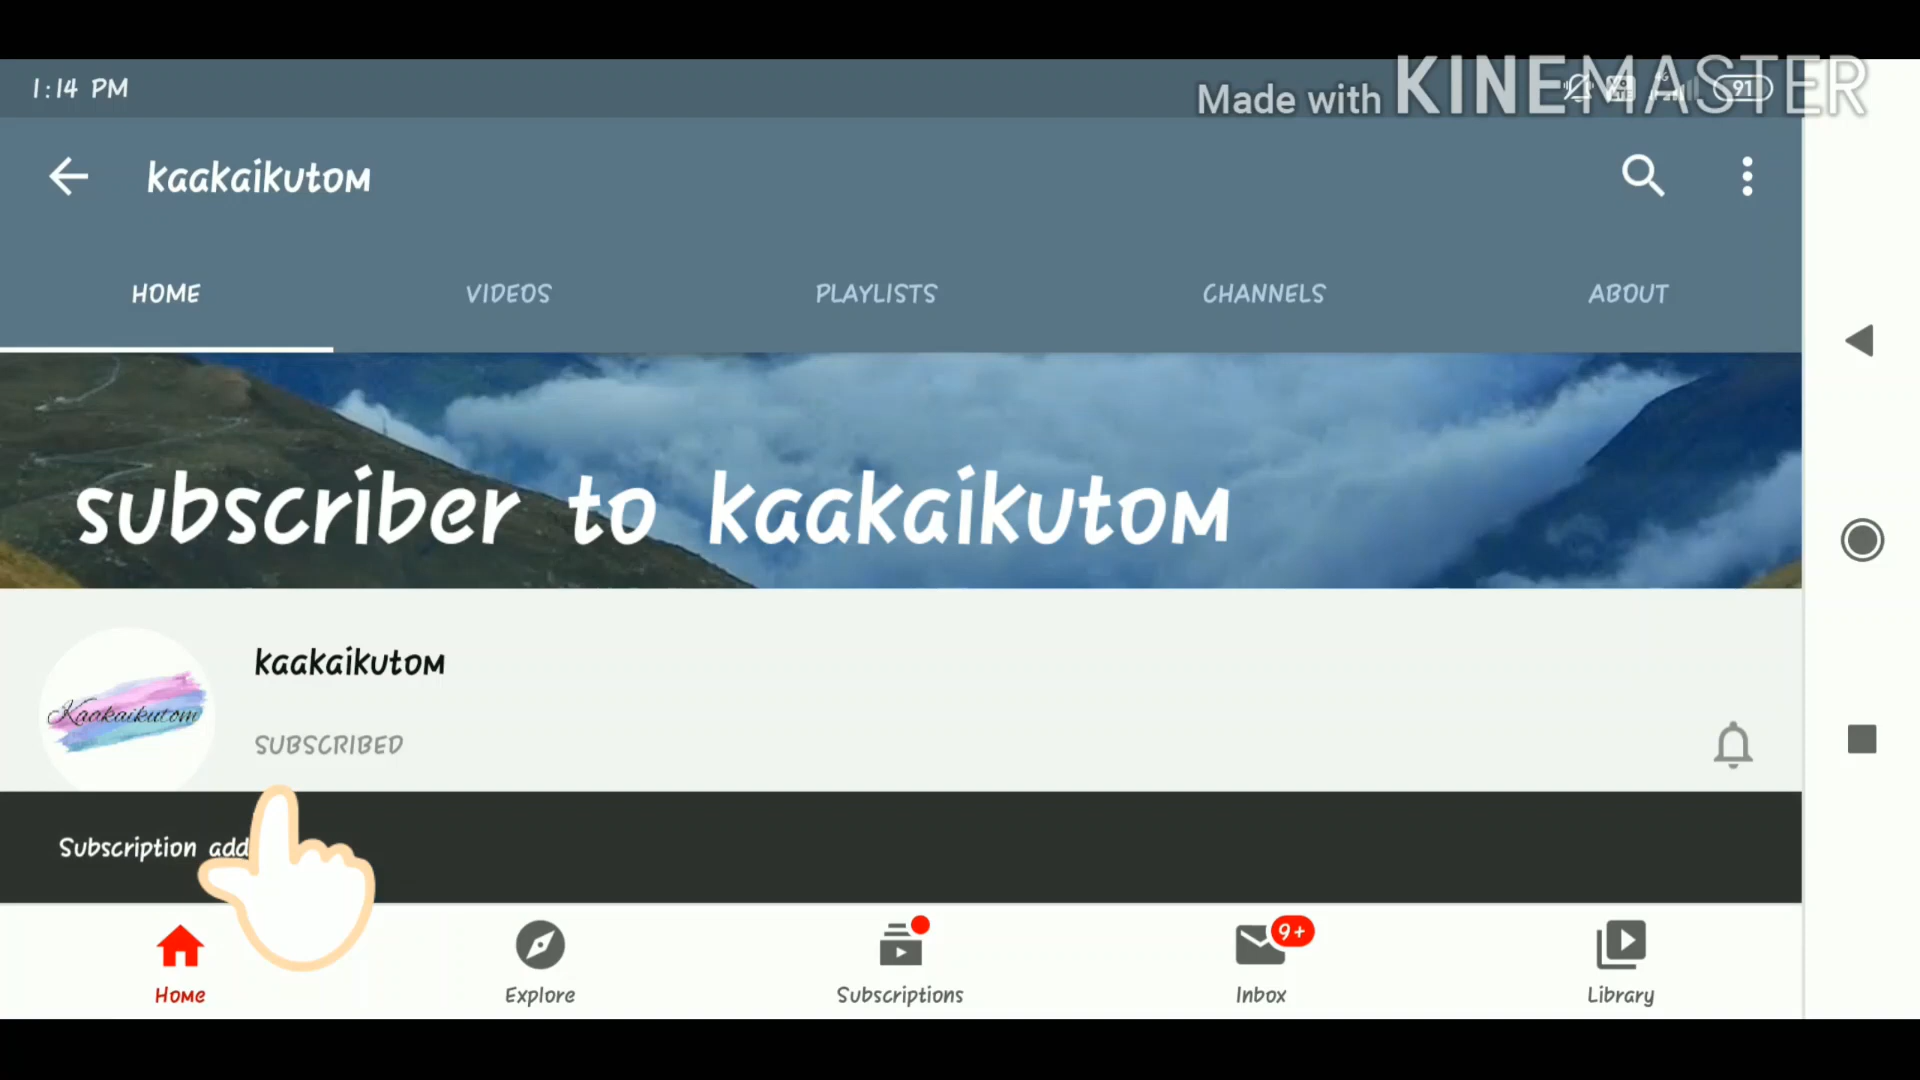 1:14 PM
Made with KINEMASTER
91
kaakaikutom
HOME VIDEOS PLAYLISTS CHANNELS ABOUT
subscriber to kaakaikutom
kaakaikutom
Kaakaikutom
SUBSCRIBED
Subscription add
9+
Home Explore Subscriptions Inbox Library